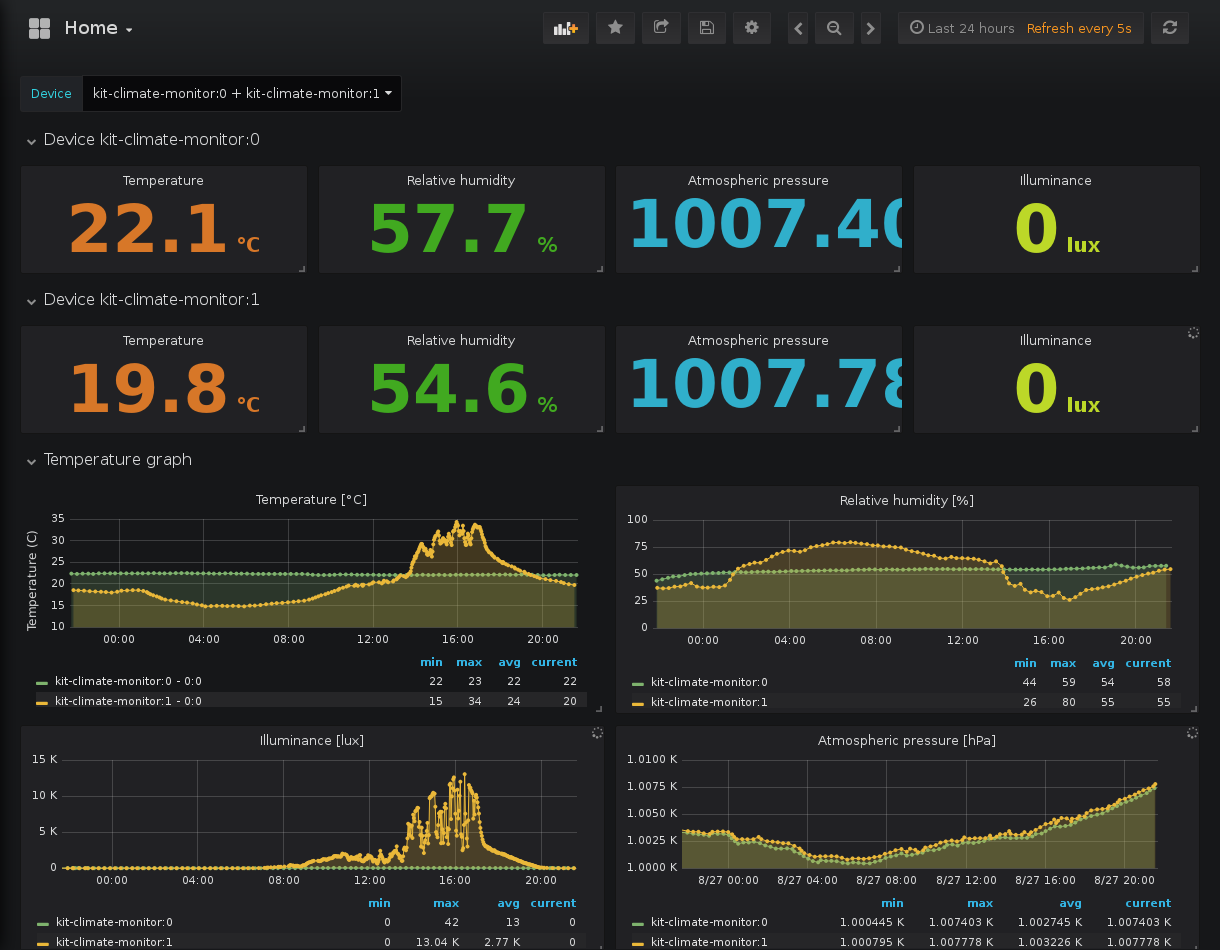 Home
Last 24 hours Refresh every 5s
Device kit-climate-monitor:0 + kit-climate-monitor:1
Device kit-climate-monitor:0
Temperature Relative humidity Atmospheric pressure Illuminance
22.1 °C 57.7 % 1007.40 0 lux
Device kit-climate-monitor:1
Temperature Relative humidity Atmospheric pressure Illuminance
19.8 °C 54.6 % 1007.78 0 lux
Temperature graph
Temperature [°C]
Temperature (C)
35
30
25
20
15
10
00:00 04:00 08:00 12:00 16:00 20:00
min max avg current
kit-climate-monitor:0 - 0:0 22 23 22 22
kit-climate-monitor:1 - 0:0 15 34 24 20
Relative humidity [%]
100
75
50
25
0
00:00 04:00 08:00 12:00 16:00 20:00
min max avg current
kit-climate-monitor:0 44 59 54 58
kit-climate-monitor:1 26 80 55 55
Illuminance [lux]
15 K
10 K
5 K
0
00:00 04:00 08:00 12:00 16:00 20:00
min max avg current
kit-climate-monitor:0 0 42 13 0
kit-climate-monitor:1 0 13.04 K 2.77 K 0
Atmospheric pressure [hPa]
1.0100 K
1.0075 K
1.0050 K
1.0025 K
1.0000 K
8/27 00:00 8/27 04:00 8/27 08:00 8/27 12:00 8/27 16:00 8/27 20:00
min max avg current
kit-climate-monitor:0 1.000445 K 1.007403 K 1.002745 K 1.007403 K
kit-climate-monitor:1 1.000795 K 1.007778 K 1.003226 K 1.007778 K